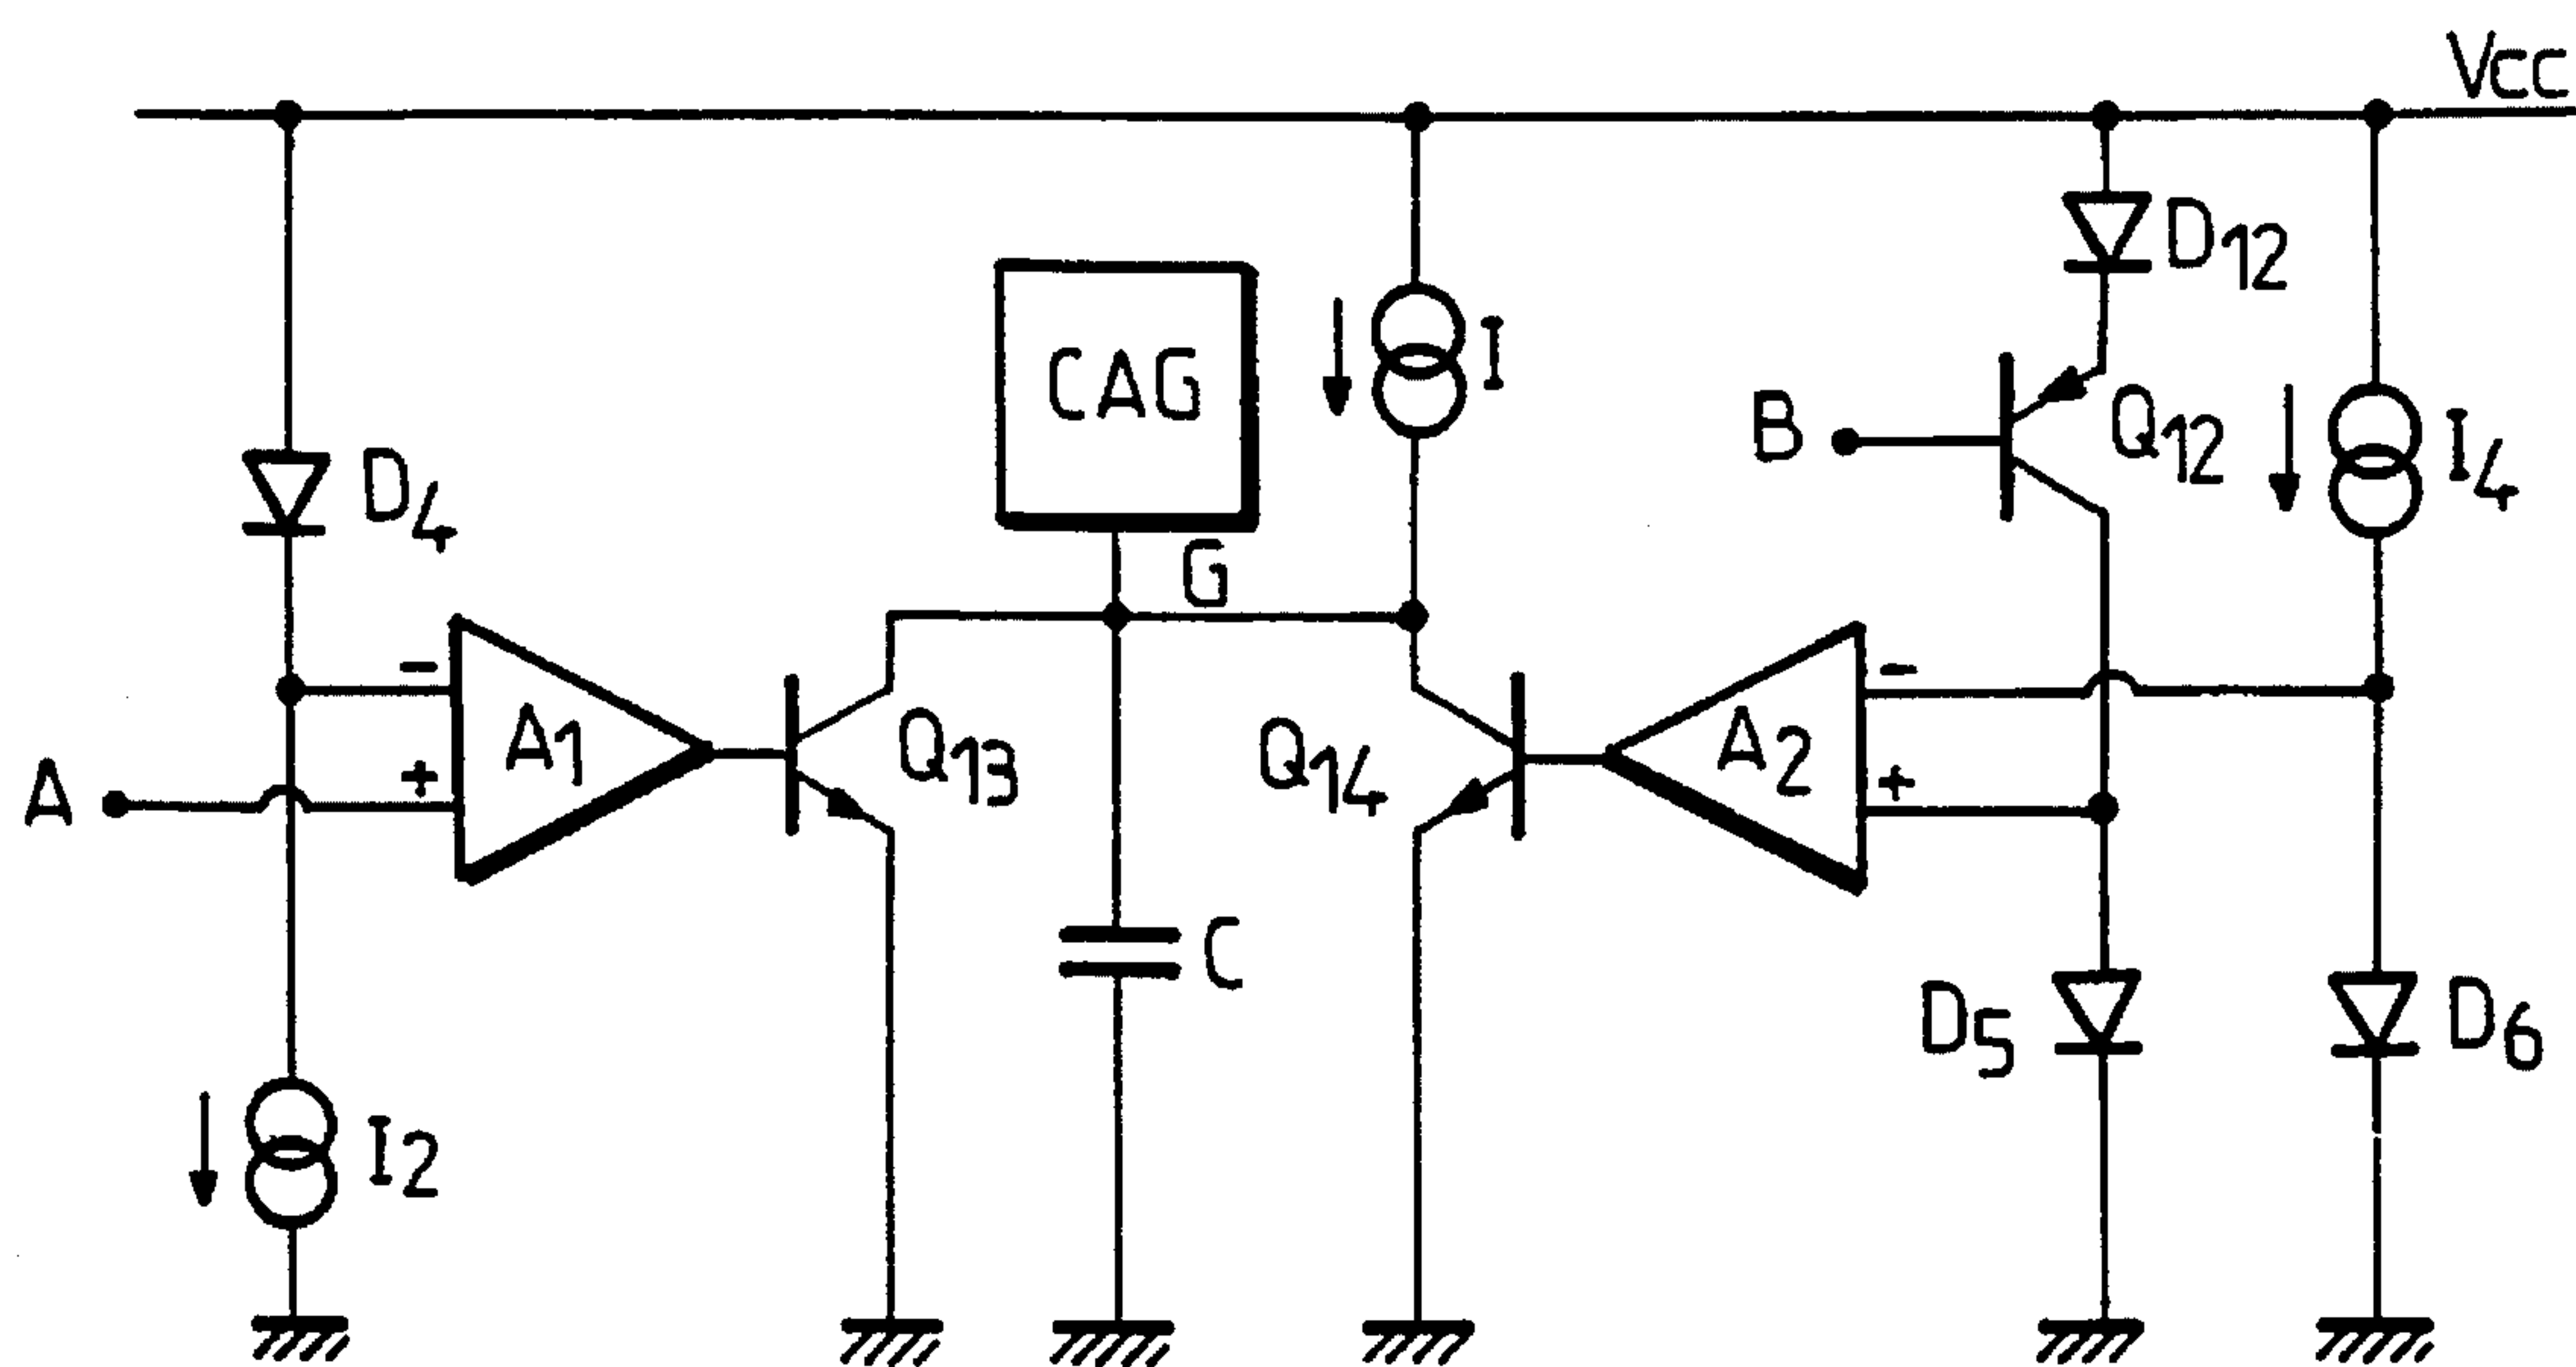 Vcc
D12
CAG
I
B
Q12
I4
D4
G
-
-
A1
Q13
Q14
A2
A
+
+
C
D5
D6
I2